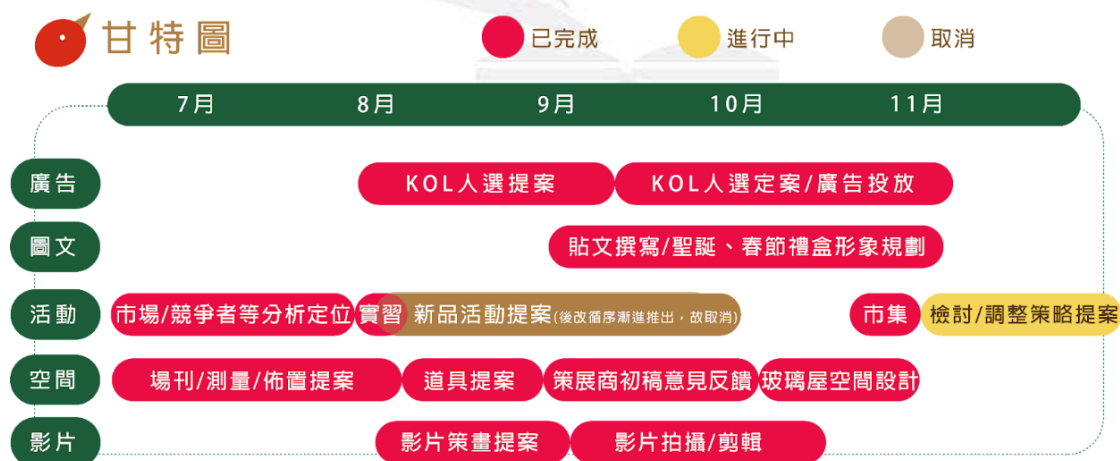 甘特圖
已完成 進行中 取消
7月 8月 9月 10月 11月
廣告 KOL人選提案 KOL人選定案/廣告投放
圖文 貼文撰寫/聖誕、春節禮盒形象規劃
活動 市場/競爭者等分析定位 實習 新品活動提案(後改循序漸進推出，故取消) 市集 檢討/調整策略提案
空間 場刊/測量/佈置提案 道具提案 策展商初稿意見反饋 玻璃屋空間設計
影片 影片策畫提案 影片拍攝/剪輯